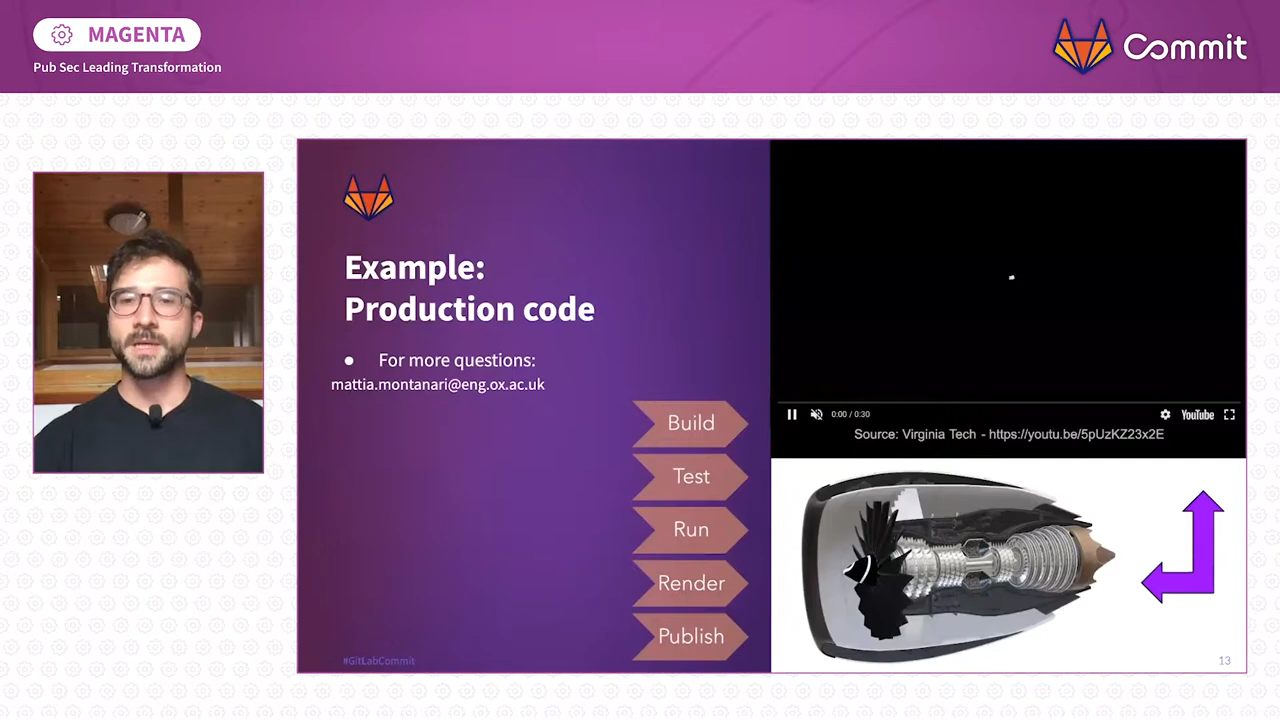 MAGENTA
Pub Sec Leading Transformation
Commit
Example:
Production code
● For more questions:
mattia.montanari@eng.ox.ac.uk
Build
Test
Run
Render
Publish
#GitLabCommit
0:00 / 0:30
YouTube
Source: Virginia Tech - https://youtu.be/5pUzKZ23x2E
13